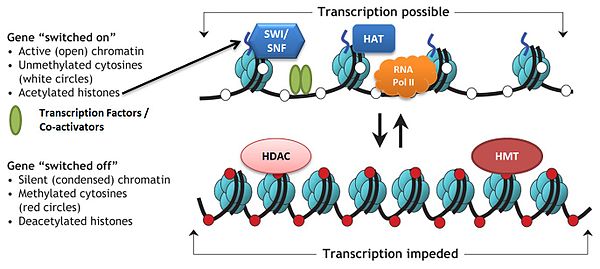 Transcription possible
Gene "switched on"
• Active (open) chromatin
• Unmethylated cytosines
(white circles)
• Acetylated histones
Transcription Factors /
Co-activators
SWI/
SNF
HAT
RNA
Pol II
Gene "switched off"
• Silent (condensed) chromatin
• Methylated cytosines
(red circles)
• Deacetylated histones
HDAC
HMT
Transcription impeded